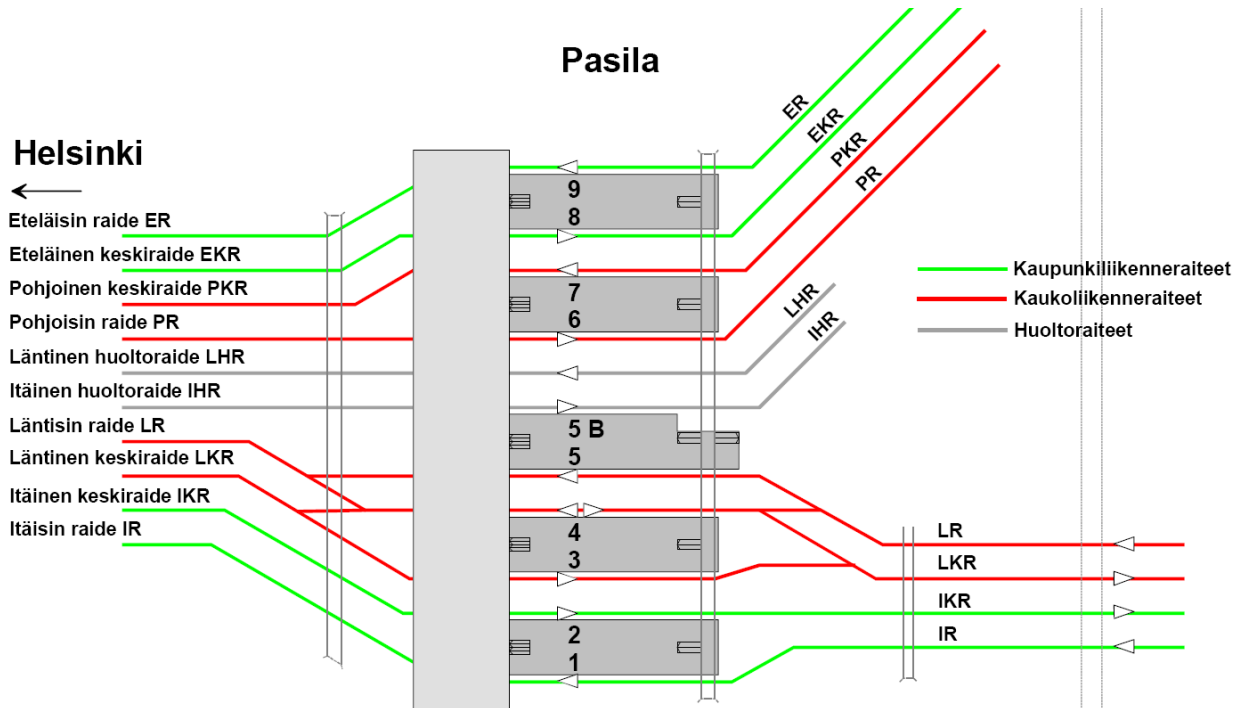 Pasila
Helsinki
Eteläisin raide ER
Eteläinen keskiraide EKR
Pohjoinen keskiraide PKR
Pohjoisin raide PR
Läntinen huoltoraide LHR
Itäinen huoltoraide IHR
Läntisin raide LR
Läntinen keskiraide LKR
Itäinen keskiraide IKR
Itäisin raide IR
9
8
7
6
5 B
5
4
3
2
1
ER
EKR
PKR
PR
LHR
IHR
LR
LKR
IKR
IR
Kaupunkiliikenneraiteet
Kaukoliikenneraiteet
Huoltoraiteet